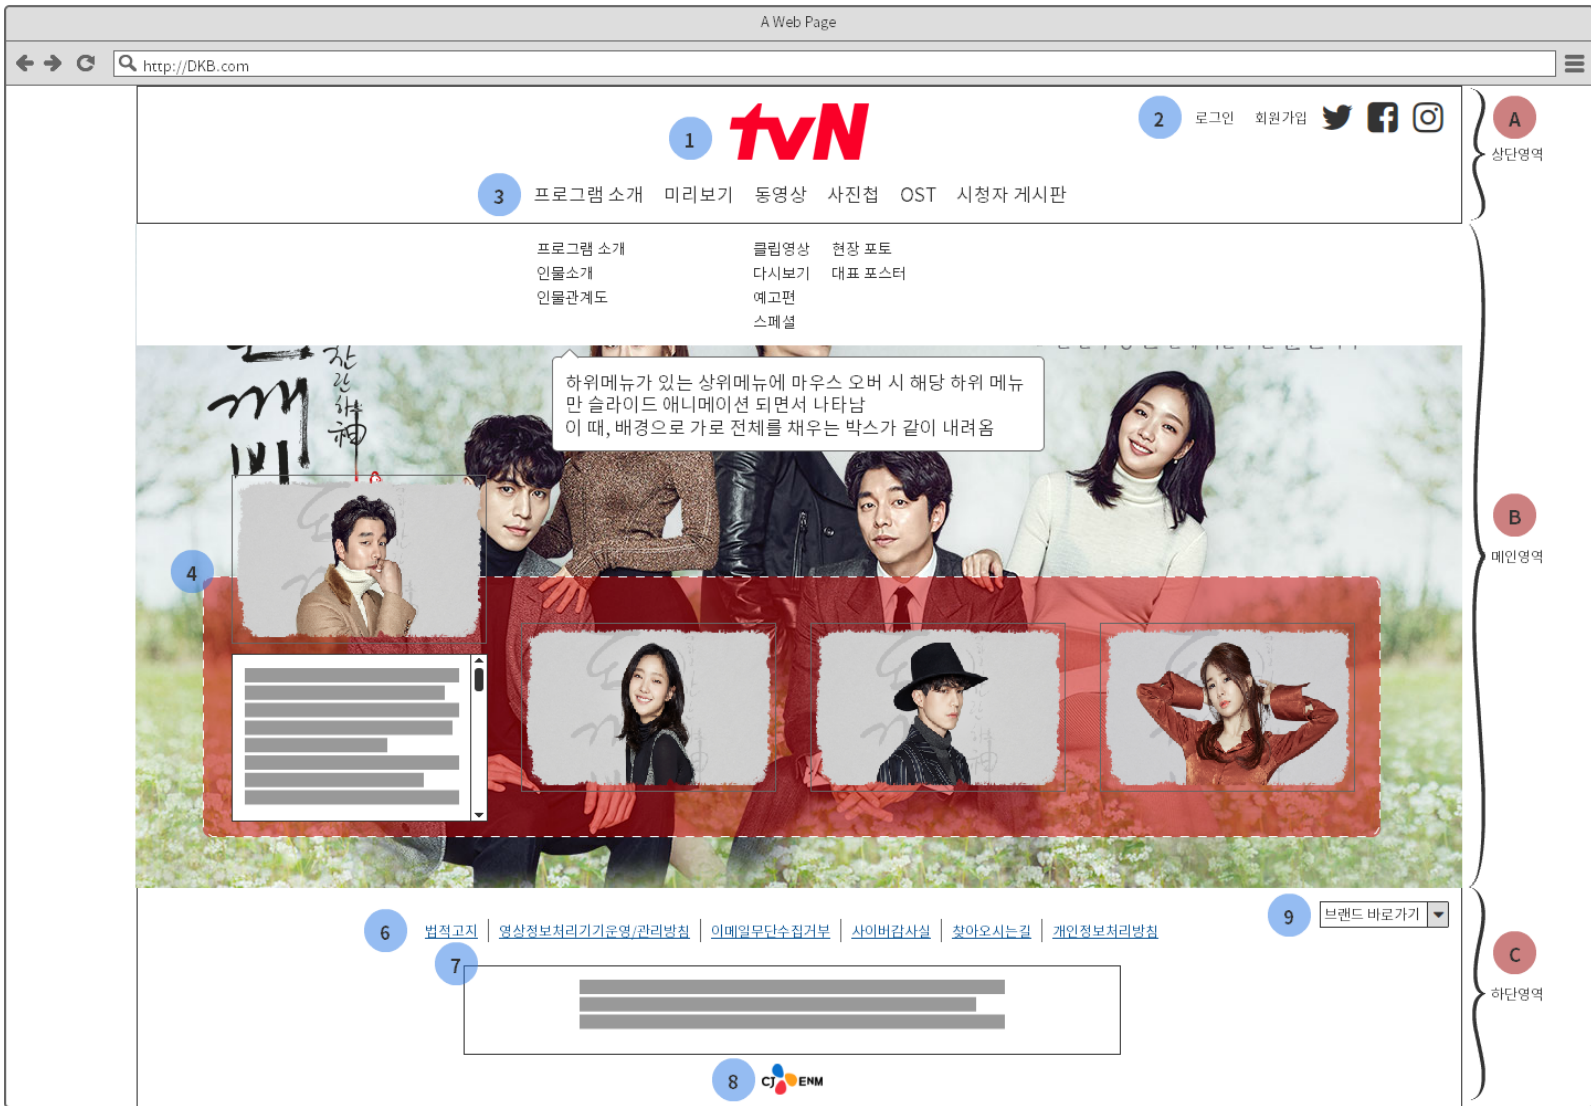 A Web Page
http://DKB.com
1
tvN
2
로그인 회원가입
A
상단영역
3
프로그램 소개 미리보기 동영상 사진첩 OST 시청자 게시판
프로그램 소개
인물소개
인물관계도
클립영상
다시보기
예고편
스페셜
현장 포토
대표 포스터
하위메뉴가 있는 상위메뉴에 마우스 오버 시 해당 하위 메뉴
만 슬라이드 애니메이션 되면서 나타남
이 때, 배경으로 가로 전체를 채우는 박스가 같이 내려옴
찬란하神
깨비
4
B
메인영역
6
법적고지 영상정보처리기기운영/관리방침 이메일무단수집거부 사이버감사실 찾아오시는길 개인정보처리방침
9
브랜드 바로가기
7
C
하단영역
8
CJ ENM